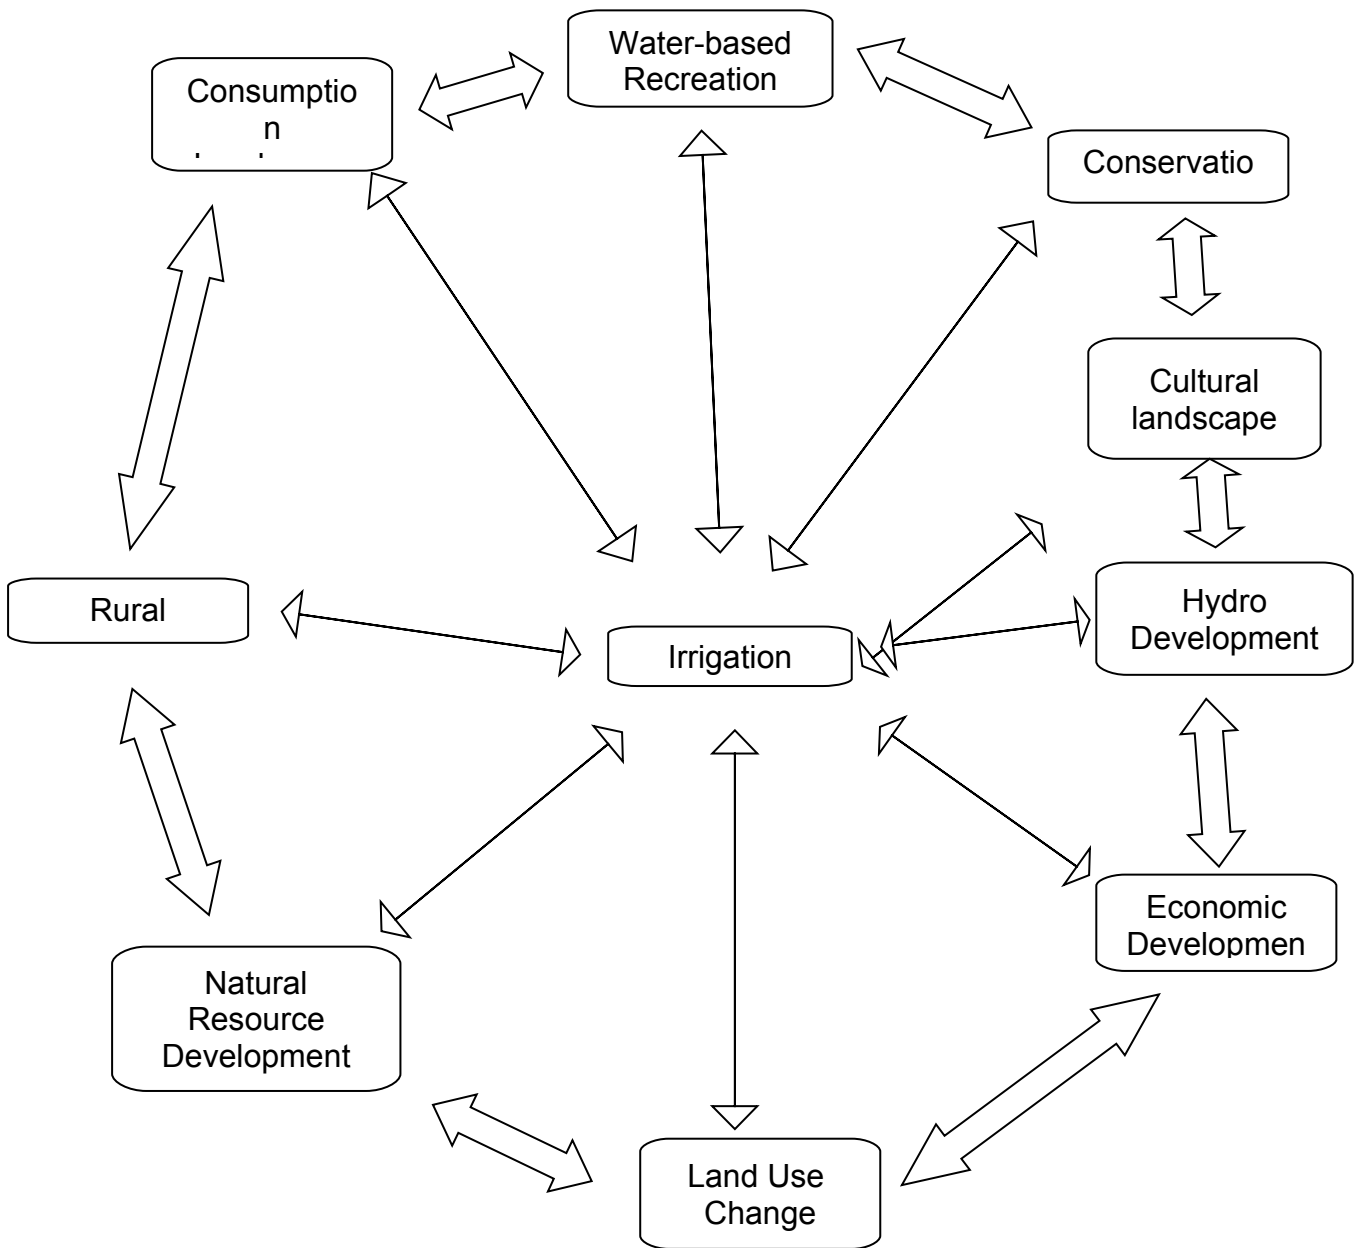 Water-based
Recreation
Consumptio
n
Conservatio
Cultural
landscape
Rural
Irrigation
Hydro
Development
Economic
Developmen
Natural
Resource
Development
Land Use
Change